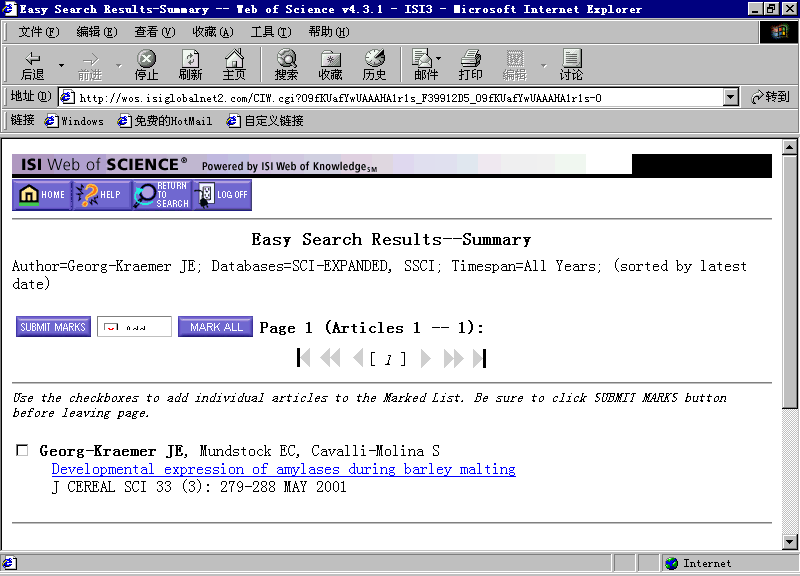 Easy Search Results-Summary -- Web of Science v4.3.1 - ISI3 - Microsoft Internet Explorer
文件(F) 编辑(E) 查看(V) 收藏(A) 工具(T) 帮助(H)
后退 前进 停止 刷新 主页 搜索 收藏 历史 邮件 打印 编辑 讨论
地址(D) http://wos.isiglobalnet2.com/CIW.cgi?O9fKUafYwUAAAHA1r1s_F39912D5_O9fKUafYwUAAAHA1r1s-0 转到
链接 Windows 免费的HotMail 自定义链接
ISI Web of SCIENCE® Powered by ISI Web of Knowledge SM
HOME HELP RETURN TO SEARCH LOG OFF
Easy Search Results--Summary
Author=Georg-Kraemer JE; Databases=SCI-EXPANDED, SSCI; Timespan=All Years; (sorted by latest
date)
SUBMIT MARKS MARK ALL Page 1 (Articles 1 -- 1):
[ 1 ]
Use the checkboxes to add individual articles to the Marked List. Be sure to click SUBMIT MARKS button
before leaving page.
Georg-Kraemer JE, Mundstock EC, Cavalli-Molina S
Developmental expression of amylases during barley malting
J CEREAL SCI 33 (3): 279-288 MAY 2001
Internet